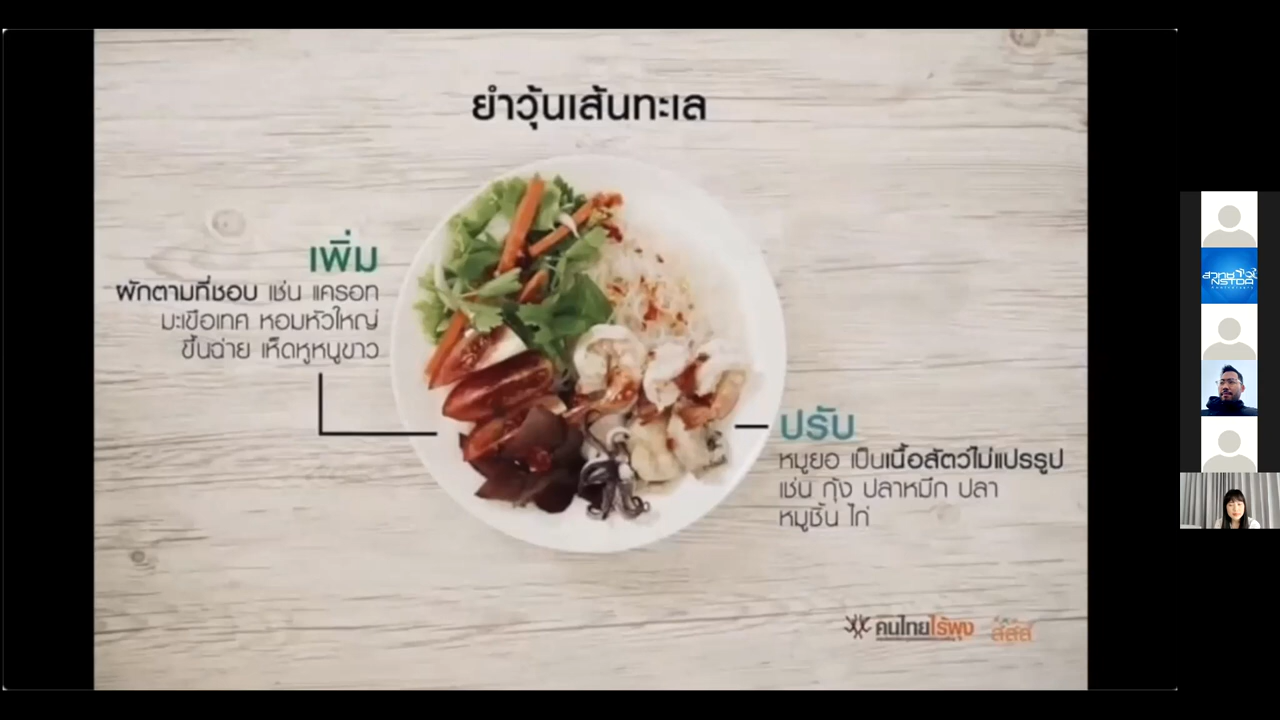 ยำวุ้นเส้นทะเล
เพิ่ม
ผักตามที่ชอบ เช่น แครอท
มะเขือเทศ หอมหัวใหญ่
ขึ้นฉ่าย เห็ดหูหนูขาว
ปรับ
หมูยอ เป็นเนื้อสัตว์ไม่แปรรูป
เช่น กุ้ง ปลาหมึก ปลา
หมูชิ้น ไก่
คนไทยไร้พุง
สสส
NSTDA